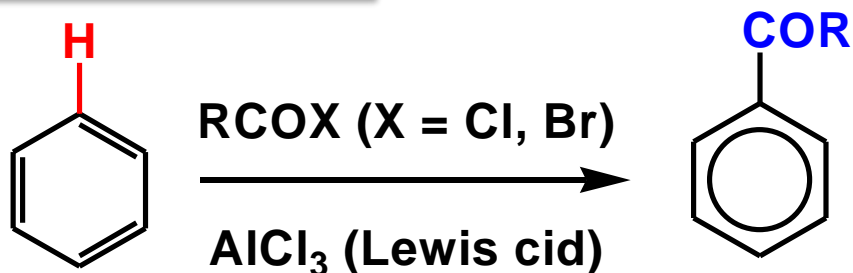 H
COR
RCOX (X = Cl, Br)
AlCl₃ (Lewis cid)